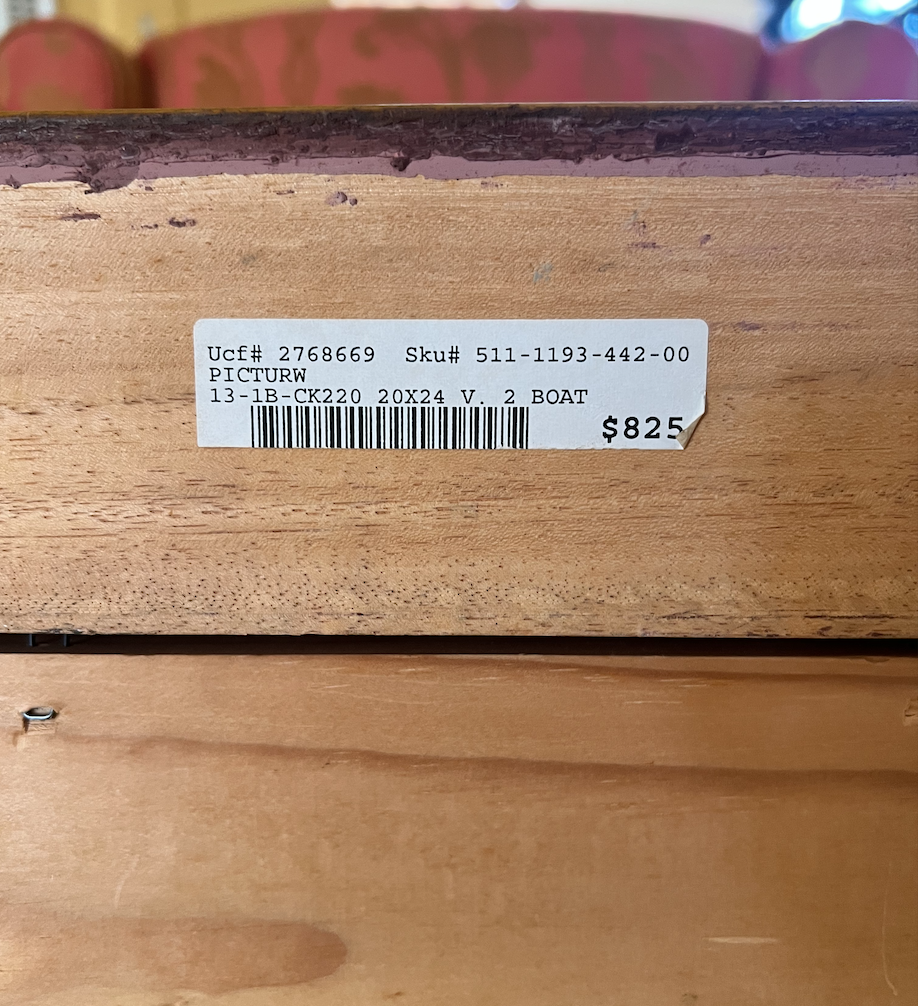 Ucf# 2768669 Sku# 511-1193-442-00
PICTURW
13-1B-CK220 20X24 V. 2 BOAT
$825